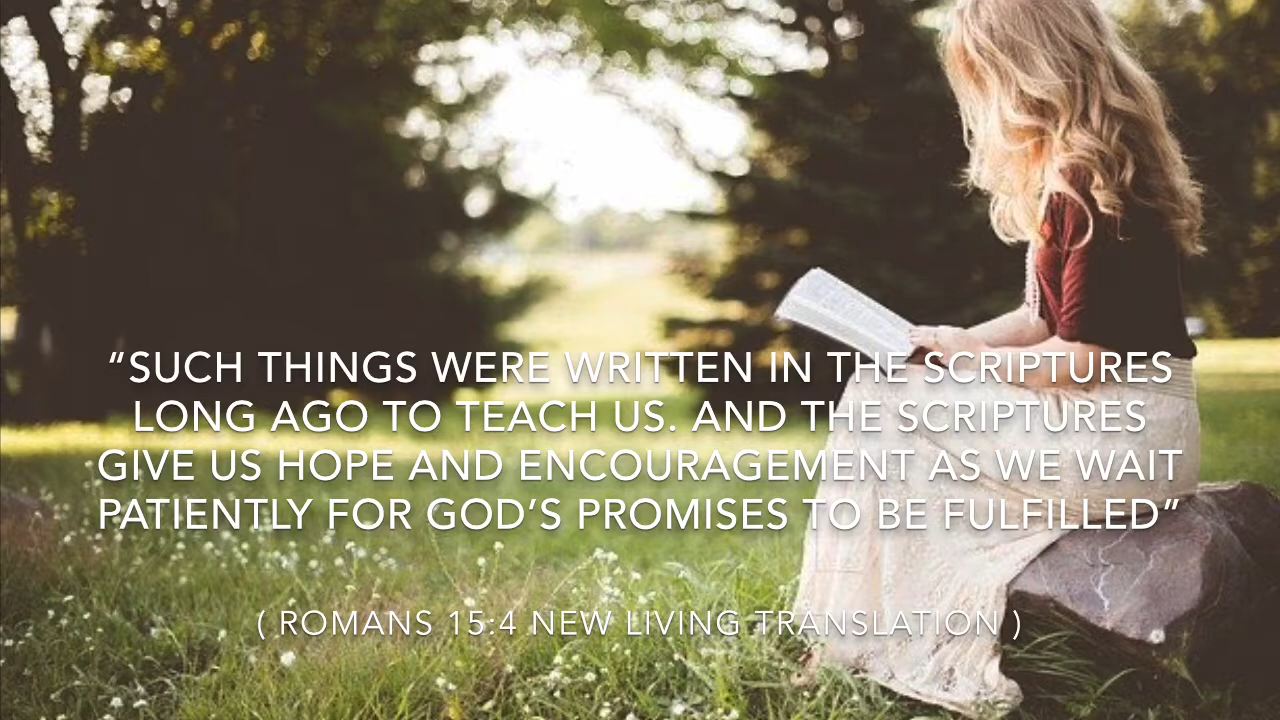 “SUCH THINGS WERE WRITTEN IN THE SCRIPTURES
LONG AGO TO TEACH US. AND THE SCRIPTURES
GIVE US HOPE AND ENCOURAGEMENT AS WE WAIT
PATIENTLY FOR GOD’S PROMISES TO BE FULFILLED”
( ROMANS 15:4 NEW LIVING TRANSLATION )